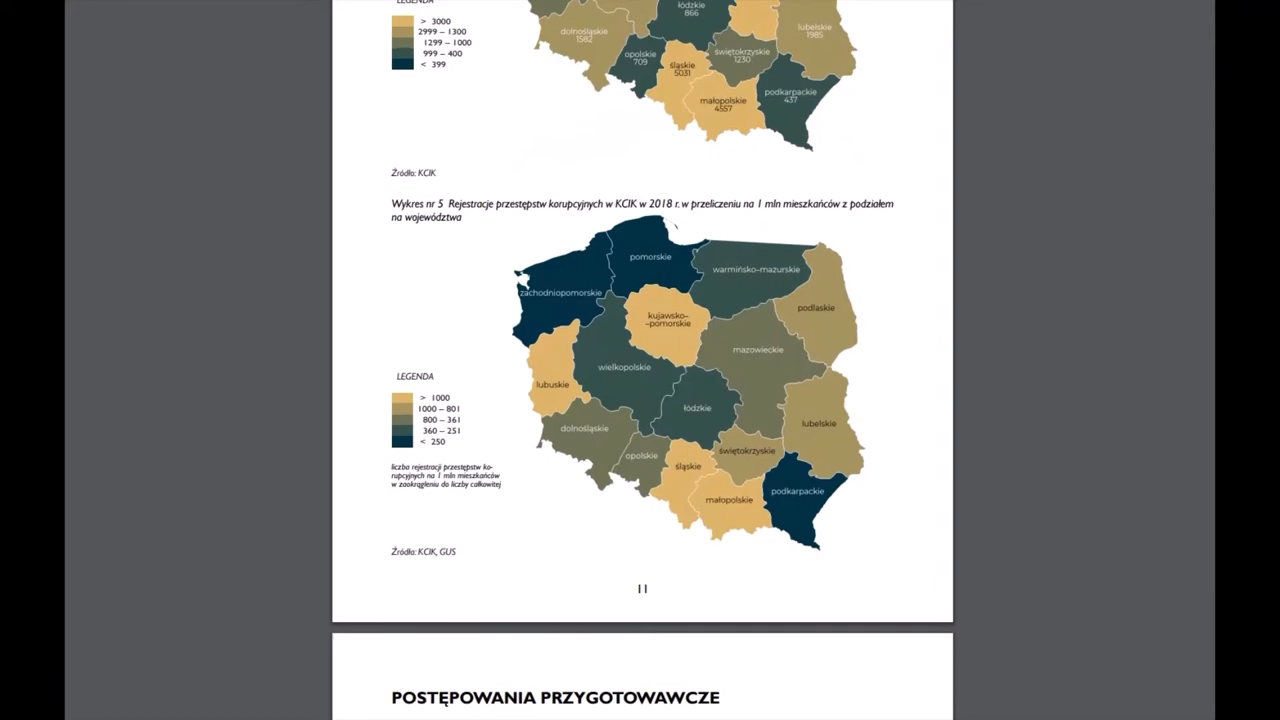 LEGENDA
> 3000
2999 – 1300
1299 – 1000
999 – 400
< 399
łódzkie
866
dolnośląskie
1582
lubelskie
1985
opolskie
709
śląskie
5031
świętokrzyskie
1230
małopolskie
4557
podkarpackie
437
Źródło: KCIK
Wykres nr 5 Rejestracje przestępstw korupcyjnych w KCIK w 2018 r. w przeliczeniu na 1 mln mieszkańców z podziałem
na województwa
pomorskie
warmińsko–mazurskie
zachodniopomorskie
podlaskie
kujawsko–
–pomorskie
mazowieckie
wielkopolskie
lubuskie
łódzkie
lubelskie
dolnośląskie
opolskie
świętokrzyskie
śląskie
podkarpackie
małopolskie
LEGENDA
> 1000
1000 – 801
800 – 361
360 – 251
< 250
liczba rejestracji przestępstw ko-
rupcyjnych na 1 mln mieszkańców
w zaokrągleniu do liczby całkowitej
Źródło: KCIK, GUS
11
POSTĘPOWANIA PRZYGOTOWAWCZE